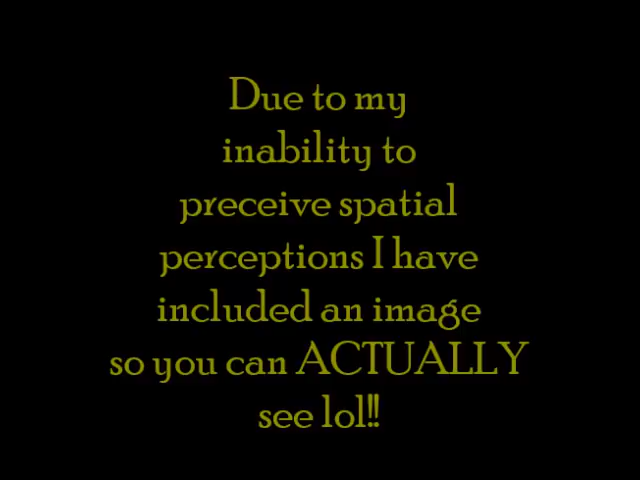 Due to my
inability to
preceive spatial
perceptions I have
included an image
so you can ACTUALLY
see lol!!